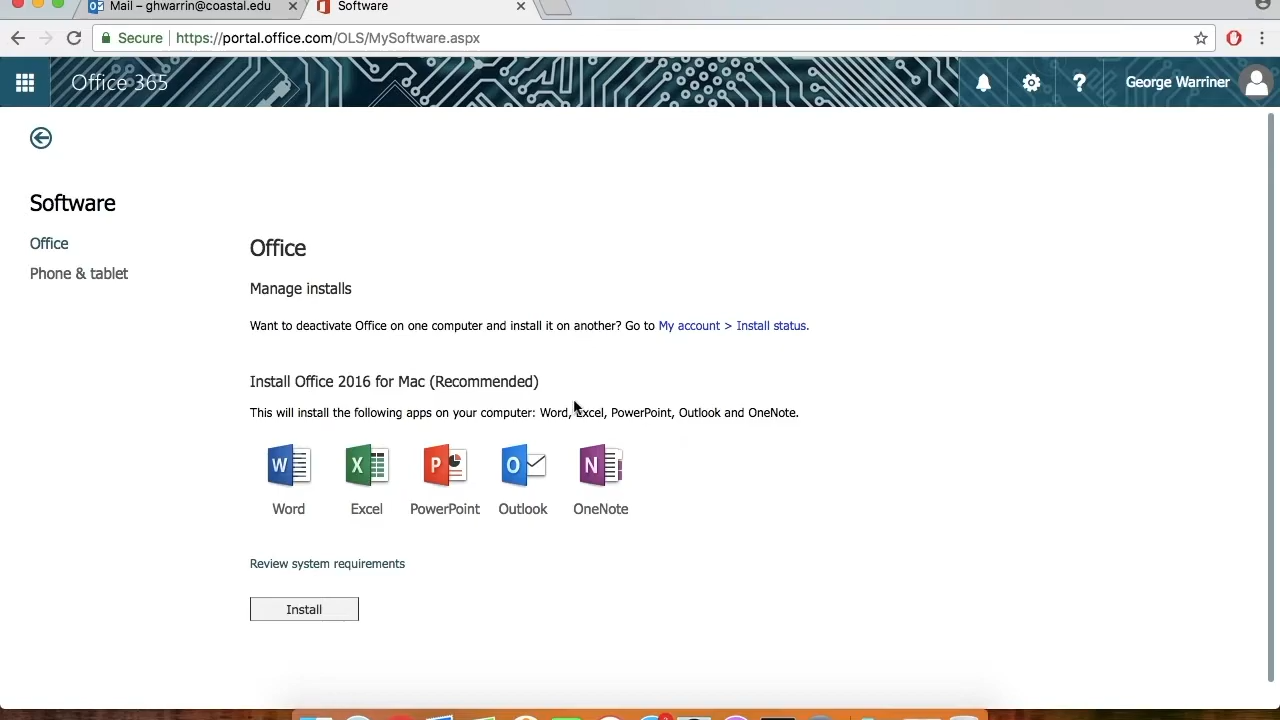 Mail – ghwarrin@coastal.edu
Software
Secure https://portal.office.com/OLS/MySoftware.aspx
Office 365
? George Warriner
Software
Office
Phone & tablet
Office
Manage installs
Want to deactivate Office on one computer and install it on another? Go to My account > Install status.
Install Office 2016 for Mac (Recommended)
This will install the following apps on your computer: Word, Excel, PowerPoint, Outlook and OneNote.
W X P O N
Word Excel PowerPoint Outlook OneNote
Review system requirements
Install